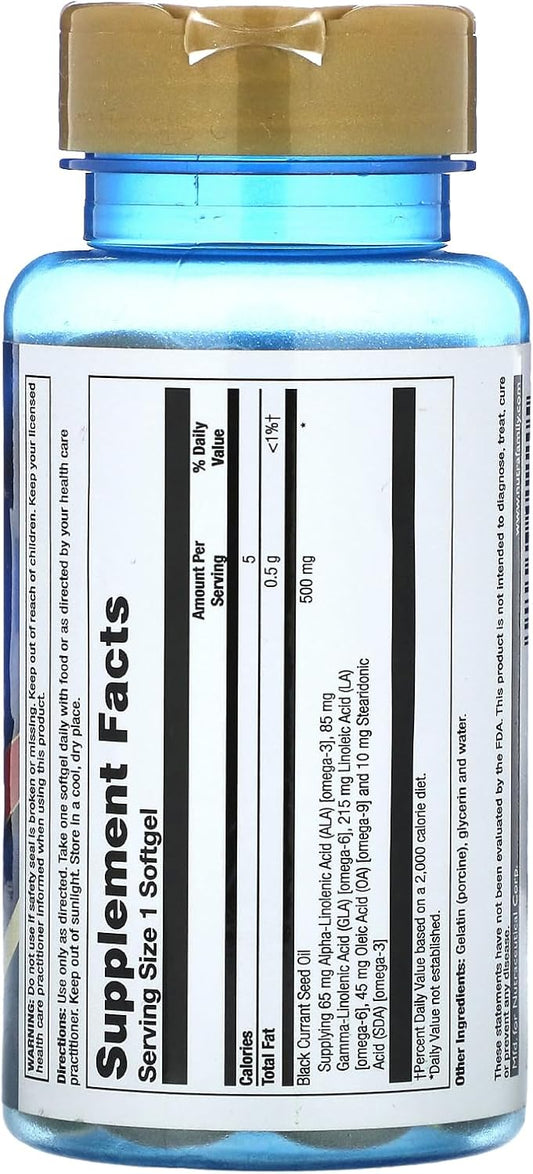 WARNING: Do not use if safety seal is broken or missing. Keep out of reach of children. Keep your licensed
health care practitioner informed when using this product.
Directions: Use only as directed. Take one softgel daily with food or as directed by your health care
practitioner. Keep out of sunlight. Store in a cool, dry place.
Supplement Facts
Serving Size 1 Softgel
Amount Per Serving % Daily Value
Calories 5
Total Fat 0.5 g <1%†
Black Currant Seed Oil 500 mg *
Supplying 65 mg Alpha-Linolenic Acid (ALA) [omega-3], 85 mg
Gamma-Linolenic Acid (GLA) [omega-6], 215 mg Linoleic Acid (LA)
[omega-6], 45 mg Oleic Acid (OA) [omega-9] and 10 mg Stearidonic
Acid (SDA) [omega-3]
†Percent Daily Value based on a 2,000 calorie diet.
*Daily Value not established.
Other Ingredients: Gelatin (porcine), glycerin and water.
These statements have not been evaluated by the FDA. This product is not intended to diagnose, treat, cure
or prevent any disease.
Mfd. for Nutraceutical Corp. www.nutrafamily.com